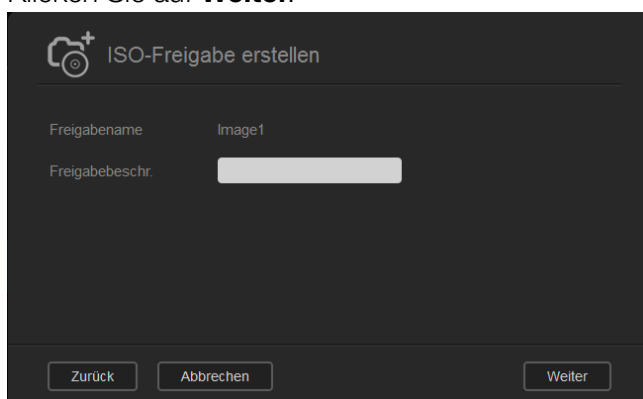 Klicken Sie auf Weiter.
ISO-Freigabe erstellen
Freigabename Image1
Freigabebeschr.
Zurück Abbrechen Weiter